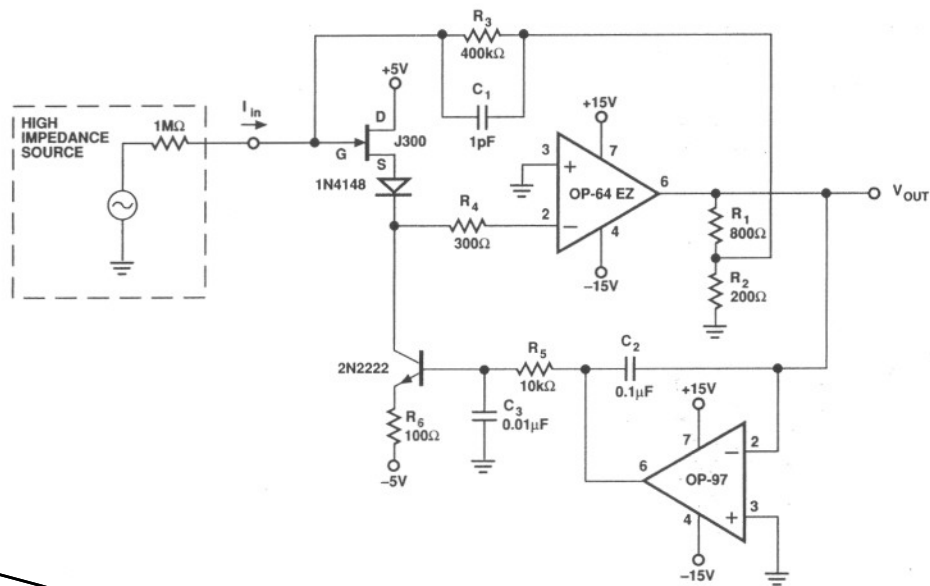 R3
400kΩ
C1
1pF
+5V
D
J300
G
S
1N4148
Iin
HIGH
IMPEDANCE
SOURCE
1MΩ
R4
300Ω
+15V
3
+
7
OP-64 EZ
6
2
−
4
−15V
VOUT
R1
800Ω
R2
200Ω
2N2222
R6
100Ω
−5V
C3
0.01µF
R5
10kΩ
C2
0.1µF
+15V
7
−
2
6
OP-97
4
+
3
−15V